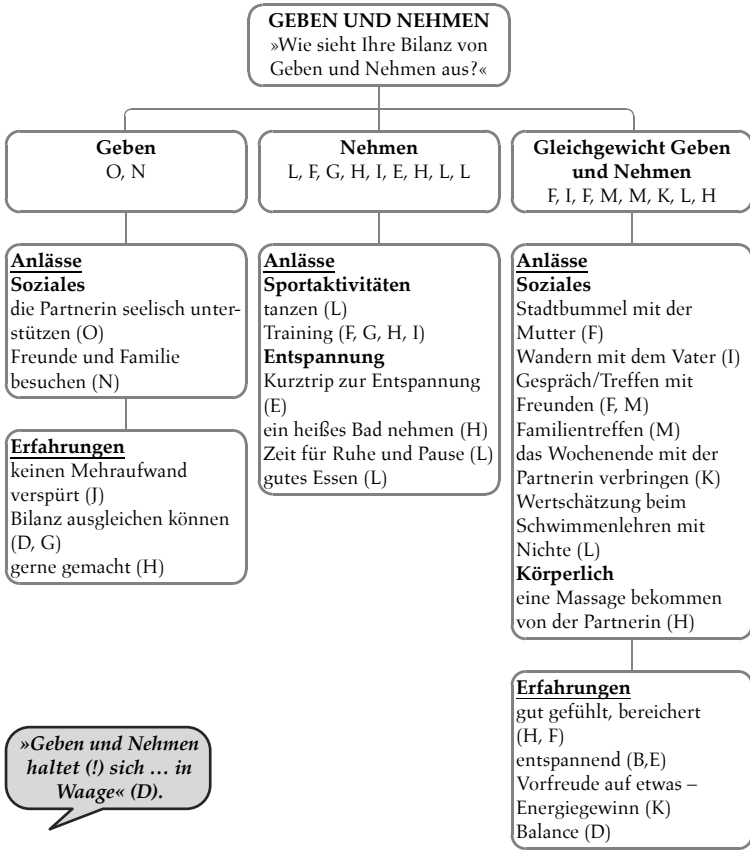 GEBEN UND NEHMEN
»Wie sieht Ihre Bilanz von
Geben und Nehmen aus?«
Geben
O, N
Nehmen
L, F, G, H, I, E, H, L, L
Gleichgewicht Geben
und Nehmen
F, I, F, M, M, K, L, H
Anlässe
Soziales
die Partnerin seelisch unter-
stützen (O)
Freunde und Familie
besuchen (N)
Erfahrungen
keinen Mehraufwand
verspürt (J)
Bilanz ausgleichen können
(D, G)
gerne gemacht (H)
Anlässe
Sportaktivitäten
tanzen (L)
Training (F, G, H, I)
Entspannung
Kurztrip zur Entspannung
(E)
ein heißes Bad nehmen (H)
Zeit für Ruhe und Pause (L)
gutes Essen (L)
Anlässe
Soziales
Stadtbummel mit der
Mutter (F)
Wandern mit dem Vater (I)
Gespräch/Treffen mit
Freunden (F, M)
Familientreffen (M)
das Wochenende mit der
Partnerin verbringen (K)
Wertschätzung beim
Schwimmenlehren mit
Nichte (L)
Körperlich
eine Massage bekommen
von der Partnerin (H)
Erfahrungen
gut gefühlt, bereichert
(H, F)
entspannend (B,E)
Vorfreude auf etwas –
Energiegewinn (K)
Balance (D)
»Geben und Nehmen
haltet (!) sich … in
Waage« (D).